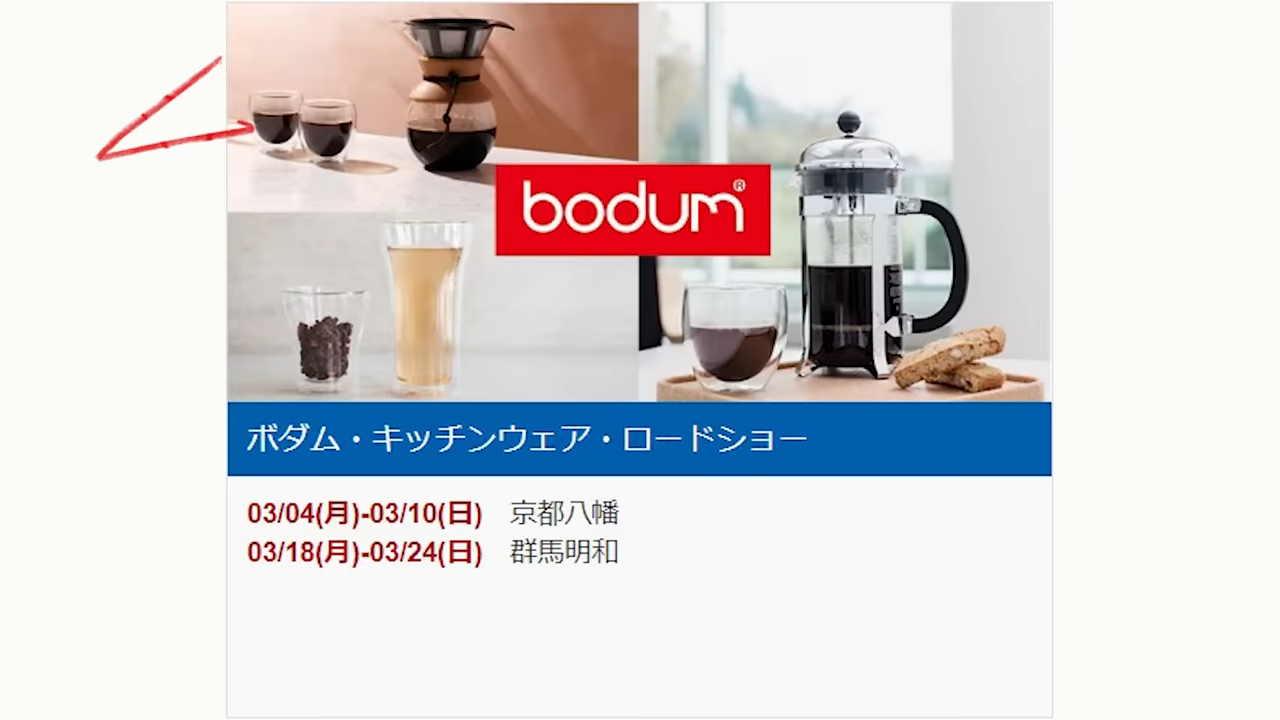 bodum®
ボダム・キッチンウェア・ロードショー
03/04(月)-03/10(日) 京都八幡
03/18(月)-03/24(日) 群馬明和